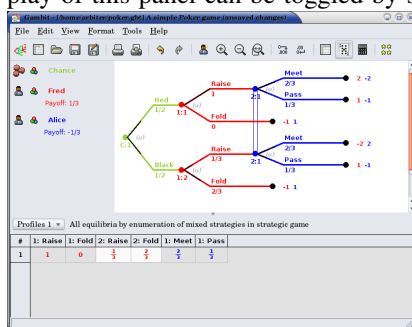 play of this panel can be toggled by s
Gambit - [/home/arbiter/poker.gbt] A simple Poker game (unsaved changes)
File Edit View Format Tools Help
Chance
Fred
Payoff: 1/3
Alice
Payoff: -1/3
Meet
2/3
2 -2
Raise
1
2:1
(u)
Pass
1/3
1 -1
Red
1/2
1:1
(u)
Fold
0
-1 1
C:1
(u)
Meet
2/3
-2 2
Raise
1/3
2:1
(u)
Pass
1/3
1 -1
Black
1/2
1:2
(u)
Fold
2/3
-1 1
Profiles 1 All equilibria by enumeration of mixed strategies in strategic game
# 1: Raise 1: Fold 2: Raise 2: Fold 1: Meet 1: Pass
1 1 0 1/3 2/3 2/3 1/3